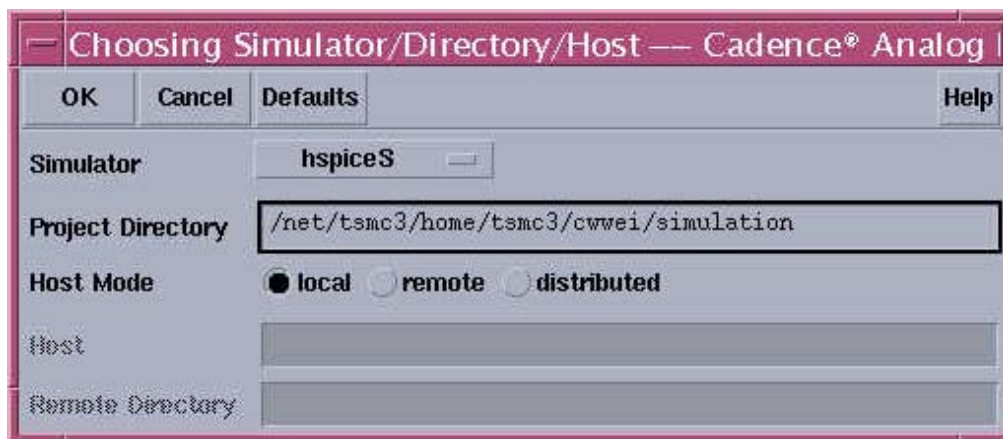 Choosing Simulator/Directory/Host —— Cadence® Analog
OK Cancel Defaults Help
Simulator hspiceS
Project Directory /net/tsmc3/home/tsmc3/cwwei/simulation
Host Mode local remote distributed
Host
Remote Directory